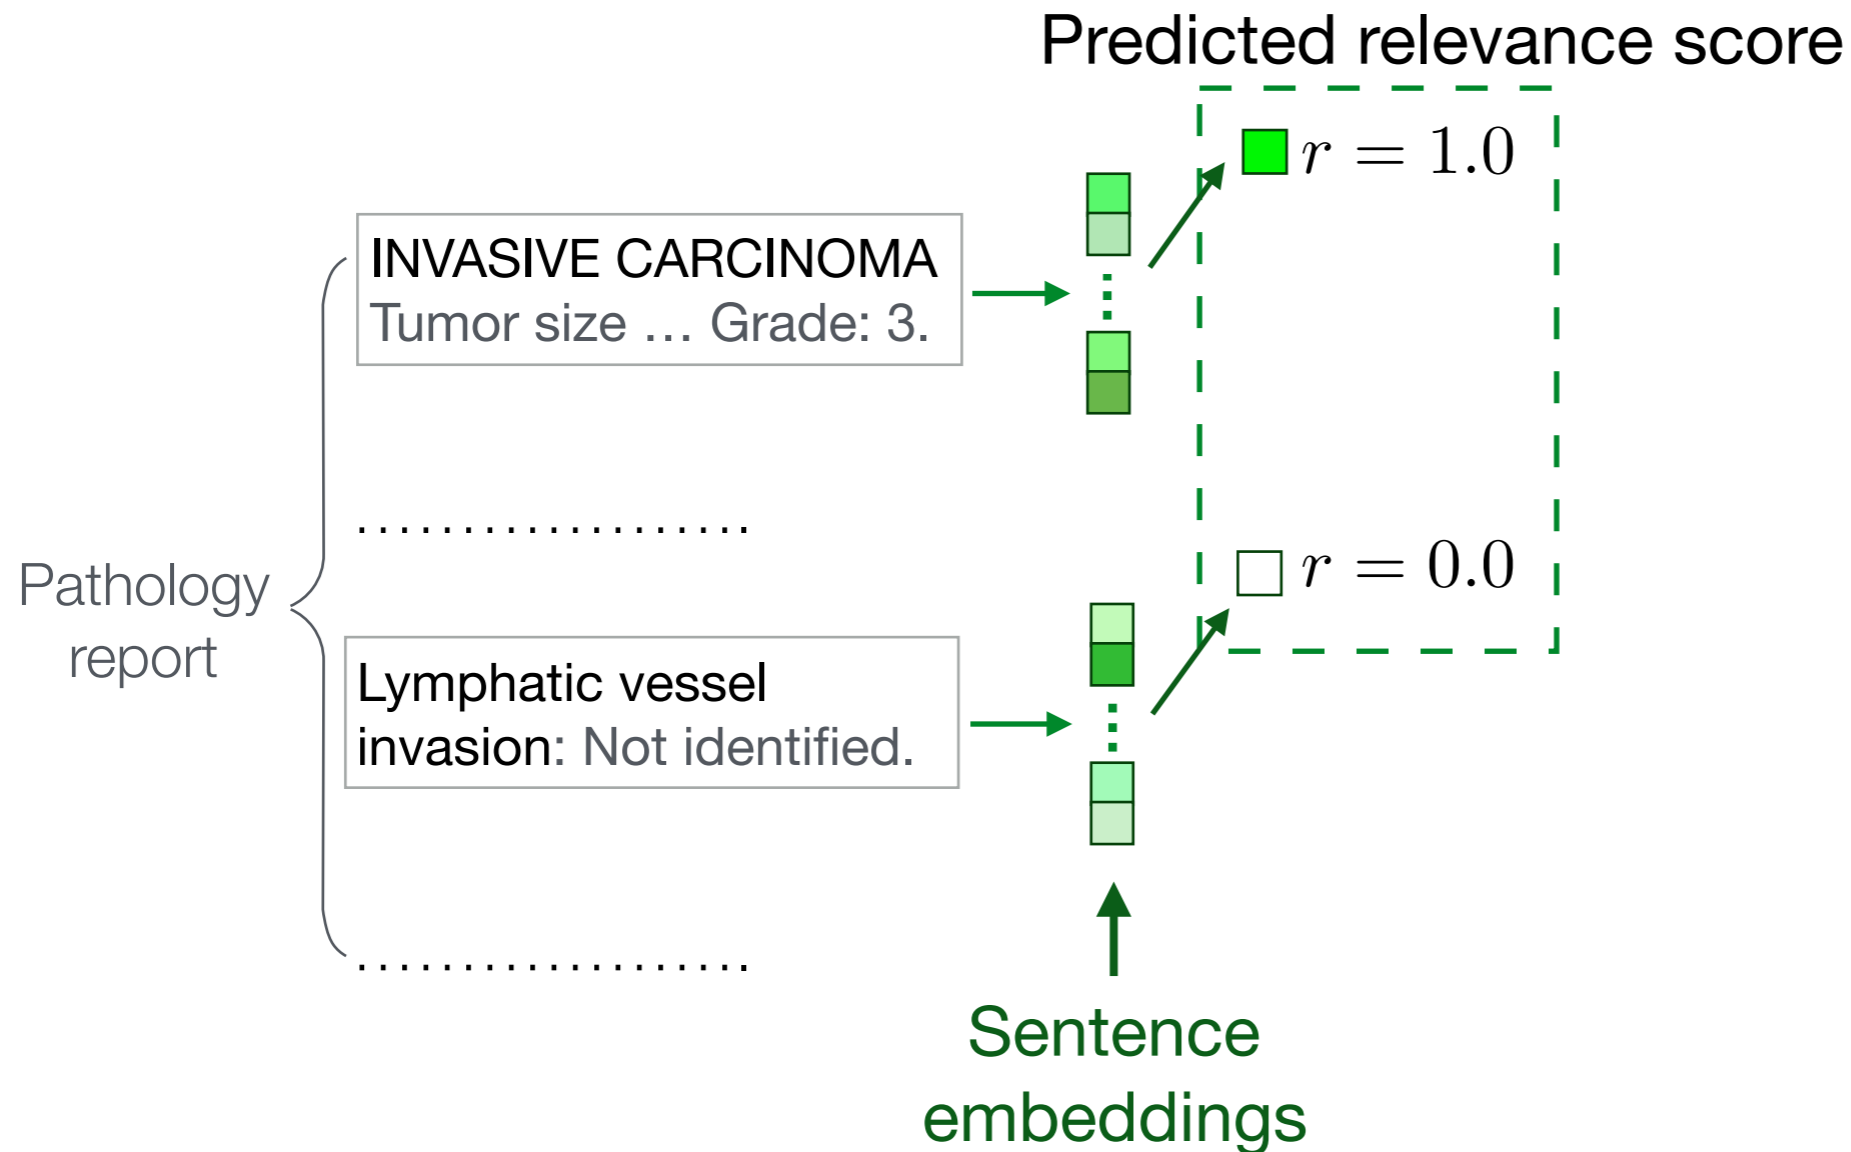 Predicted relevance score
r = 1.0
INVASIVE CARCINOMA
Tumor size … Grade: 3.
. . . . . . . . . . . . . . . . . . .
r = 0.0
Pathology
report
Lymphatic vessel
invasion: Not identified.
. . . . . . . . . . . . . . . . . . .
Sentence
embeddings